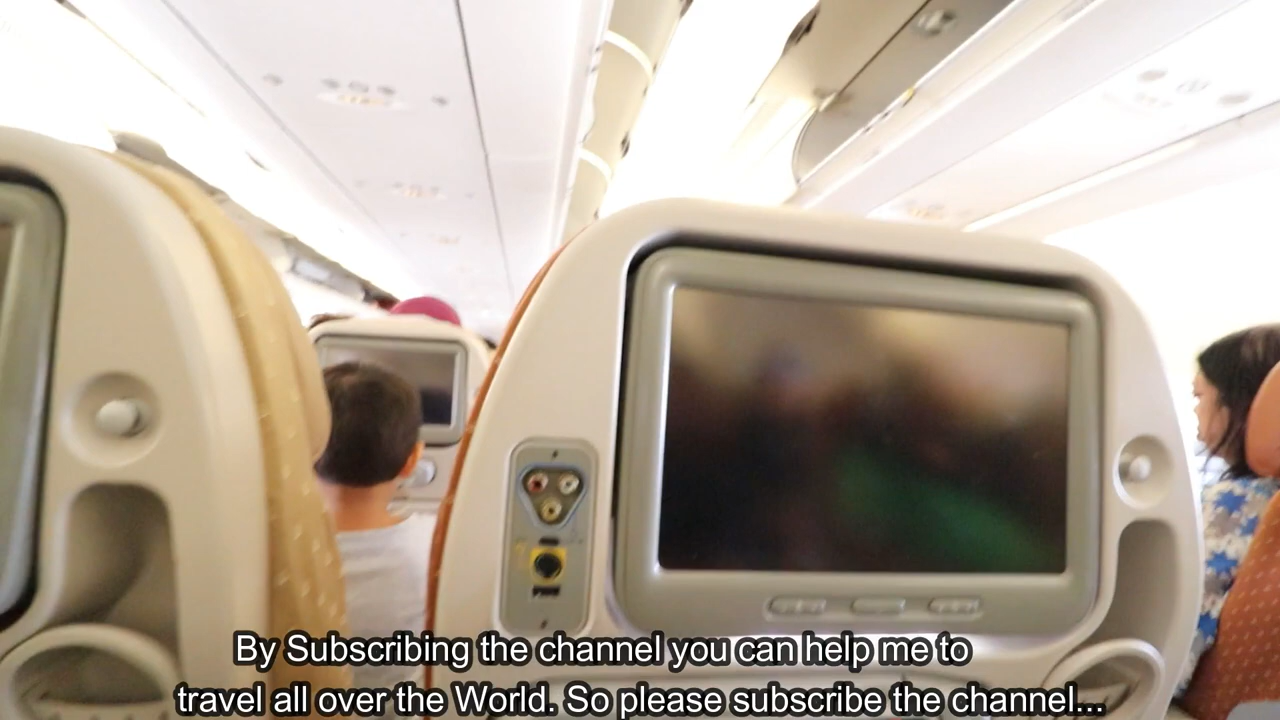 By Subscribing the channel you can help me to
travel all over the World. So please subscribe the channel...